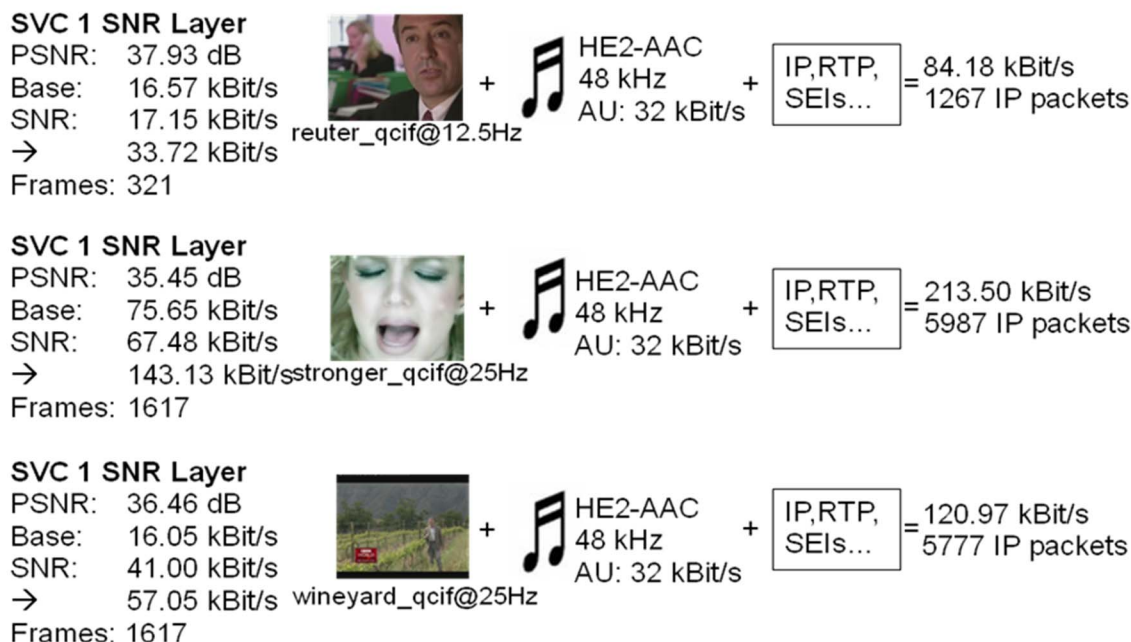 SVC 1 SNR Layer
PSNR: 37.93 dB
Base: 16.57 kBit/s
SNR: 17.15 kBit/s
→ 33.72 kBit/s
Frames: 321
reuter_qcif@12.5Hz
+
HE2-AAC
48 kHz
AU: 32 kBit/s
+
IP,RTP,
SEIs...
= 84.18 kBit/s
1267 IP packets
SVC 1 SNR Layer
PSNR: 35.45 dB
Base: 75.65 kBit/s
SNR: 67.48 kBit/s
→ 143.13 kBit/s
Frames: 1617
stronger_qcif@25Hz
+
HE2-AAC
48 kHz
AU: 32 kBit/s
+
IP,RTP,
SEIs...
= 213.50 kBit/s
5987 IP packets
SVC 1 SNR Layer
PSNR: 36.46 dB
Base: 16.05 kBit/s
SNR: 41.00 kBit/s
→ 57.05 kBit/s
Frames: 1617
wineyard_qcif@25Hz
+
HE2-AAC
48 kHz
AU: 32 kBit/s
+
IP,RTP,
SEIs...
= 120.97 kBit/s
5777 IP packets